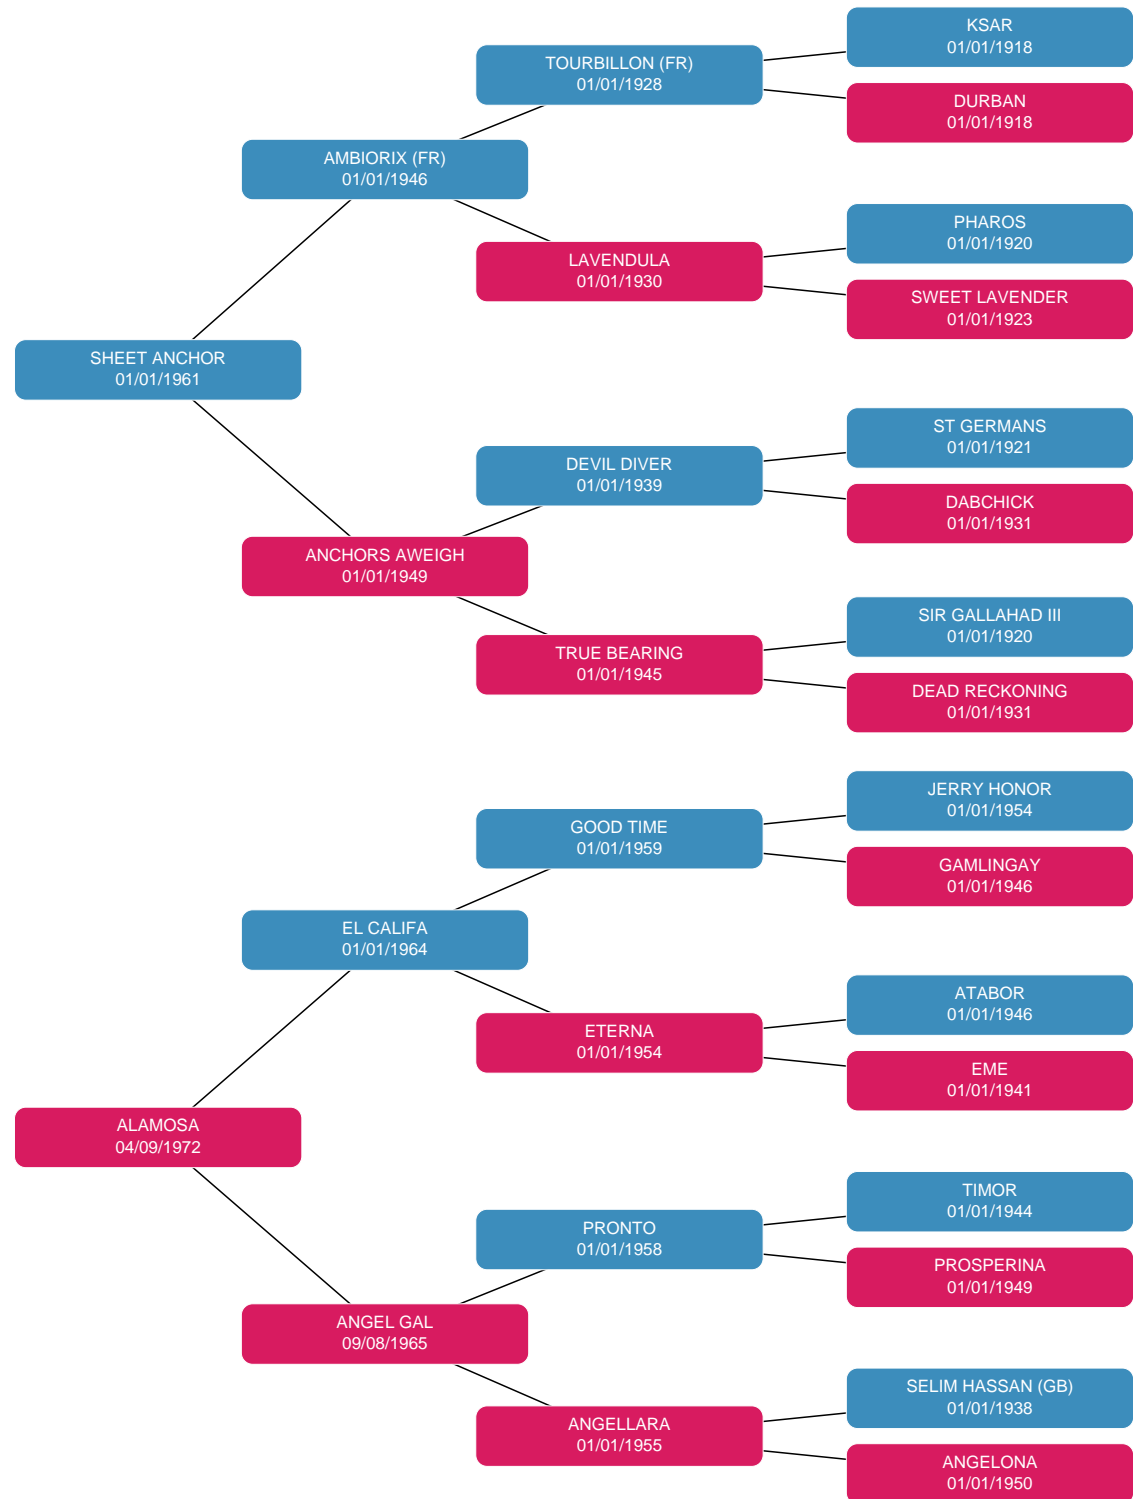 KSAR
01/01/1918
TOURBILLON (FR)
01/01/1928
DURBAN
01/01/1918
AMBIORIX (FR)
01/01/1946
PHAROS
01/01/1920
LAVENDULA
01/01/1930
SWEET LAVENDER
01/01/1923
SHEET ANCHOR
01/01/1961
ST GERMANS
01/01/1921
DEVIL DIVER
01/01/1939
DABCHICK
01/01/1931
ANCHORS AWEIGH
01/01/1949
SIR GALLAHAD III
01/01/1920
TRUE BEARING
01/01/1945
DEAD RECKONING
01/01/1931
JERRY HONOR
01/01/1954
GOOD TIME
01/01/1959
GAMLINGAY
01/01/1946
EL CALIFA
01/01/1964
ATABOR
01/01/1946
ETERNA
01/01/1954
EME
01/01/1941
ALAMOSA
04/09/1972
TIMOR
01/01/1944
PRONTO
01/01/1958
PROSPERINA
01/01/1949
ANGEL GAL
09/08/1965
SELIM HASSAN (GB)
01/01/1938
ANGELLARA
01/01/1955
ANGELONA
01/01/1950